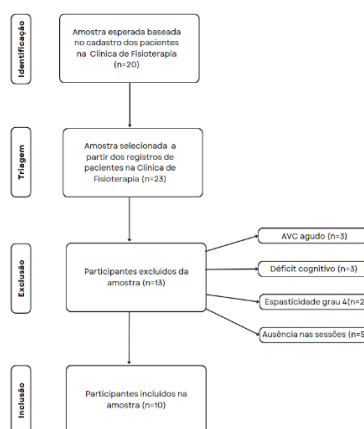 Identificação
Amostra esperada baseada
no cadastro dos pacientes
na Clínica de Fisioterapia
(n=20)
Triagem
Amostra selecionada a
partir dos registros de
pacientes na Clínica de
Fisioterapia (n=23)
Exclusão
Participantes excluídos da
amostra (n=13)
AVC agudo (n=3)
Déficit cognitivo (n=3)
Espasticidade grau 4(n=2
Ausência nas sessões (n=5
Inclusão
Participantes incluídos na
amostra (n=10)